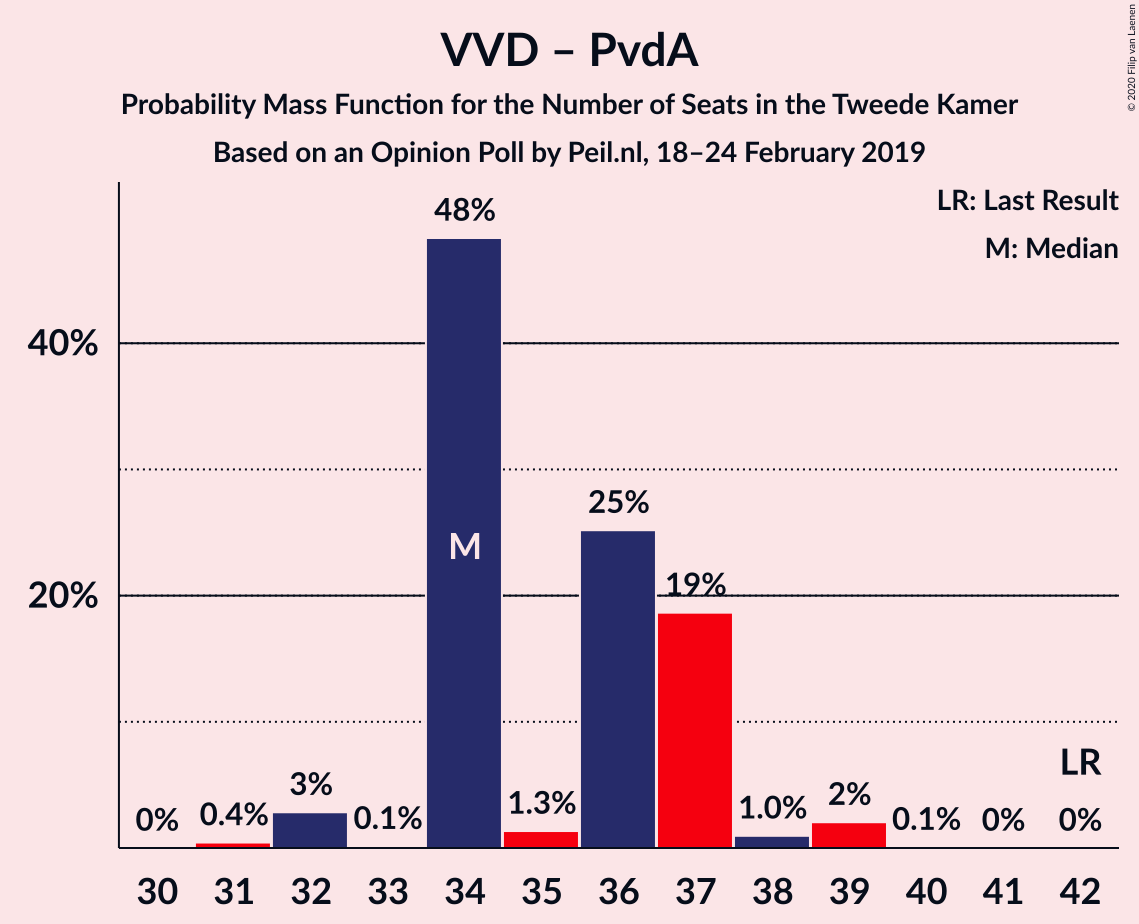 VVD – PvdA
Probability Mass Function for the Number of Seats in the Tweede Kamer
Based on an Opinion Poll by Peil.nl, 18–24 February 2019
© 2020 Filip van Laenen
LR: Last Result
M: Median
48%
40%
M
25%
20%
19%
LR
0%
0.4%
3%
0.1%
1.3%
1.0%
2%
0.1%
0%
0%
30 31 32 33 34 35 36 37 38 39 40 41 42